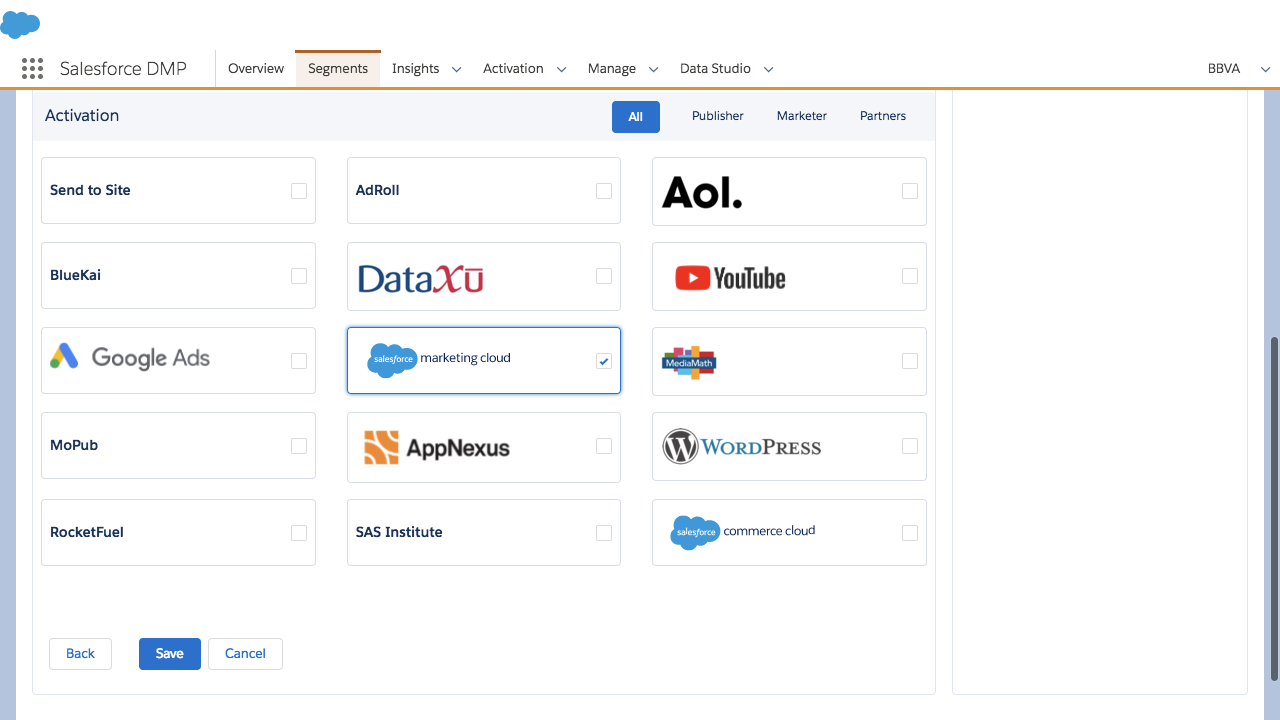 Salesforce DMP
Overview
Segments
Insights
Activation
Manage
Data Studio
BBVA
Activation
All
Publisher
Marketer
Partners
Send to Site
AdRoll
Aol.
BlueKai
DataXū
YouTube
Google Ads
salesforce marketing cloud
MediaMath
MoPub
AppNexus
WORDPRESS
RocketFuel
SAS Institute
salesforce commerce cloud
Back
Save
Cancel